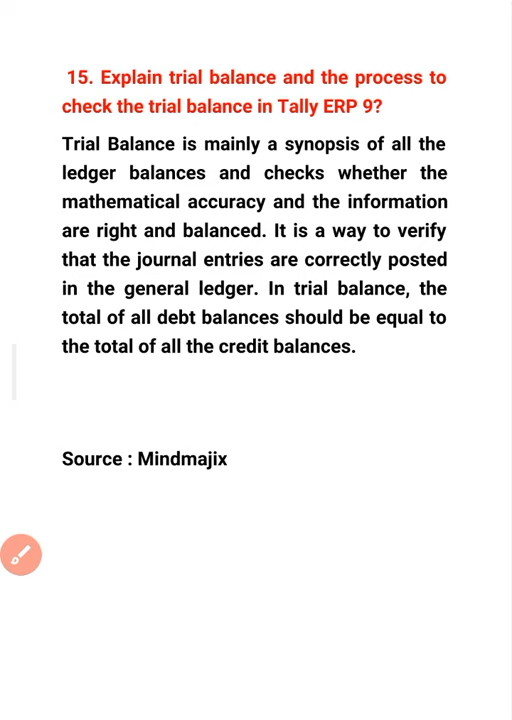 15. Explain trial balance and the process to
check the trial balance in Tally ERP 9?
Trial Balance is mainly a synopsis of all the
ledger balances and checks whether the
mathematical accuracy and the information
are right and balanced. It is a way to verify
that the journal entries are correctly posted
in the general ledger. In trial balance, the
total of all debt balances should be equal to
the total of all the credit balances.
Source : Mindmajix